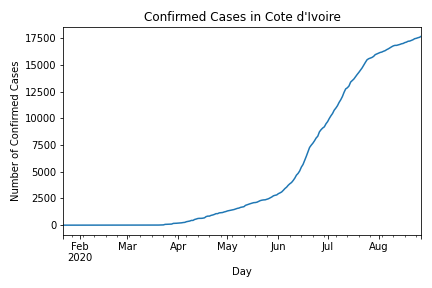 Confirmed Cases in Cote d'Ivoire
Number of Confirmed Cases
17500
15000
12500
10000
7500
5000
2500
0
Feb Mar Apr May Jun Jul Aug
2020
Day